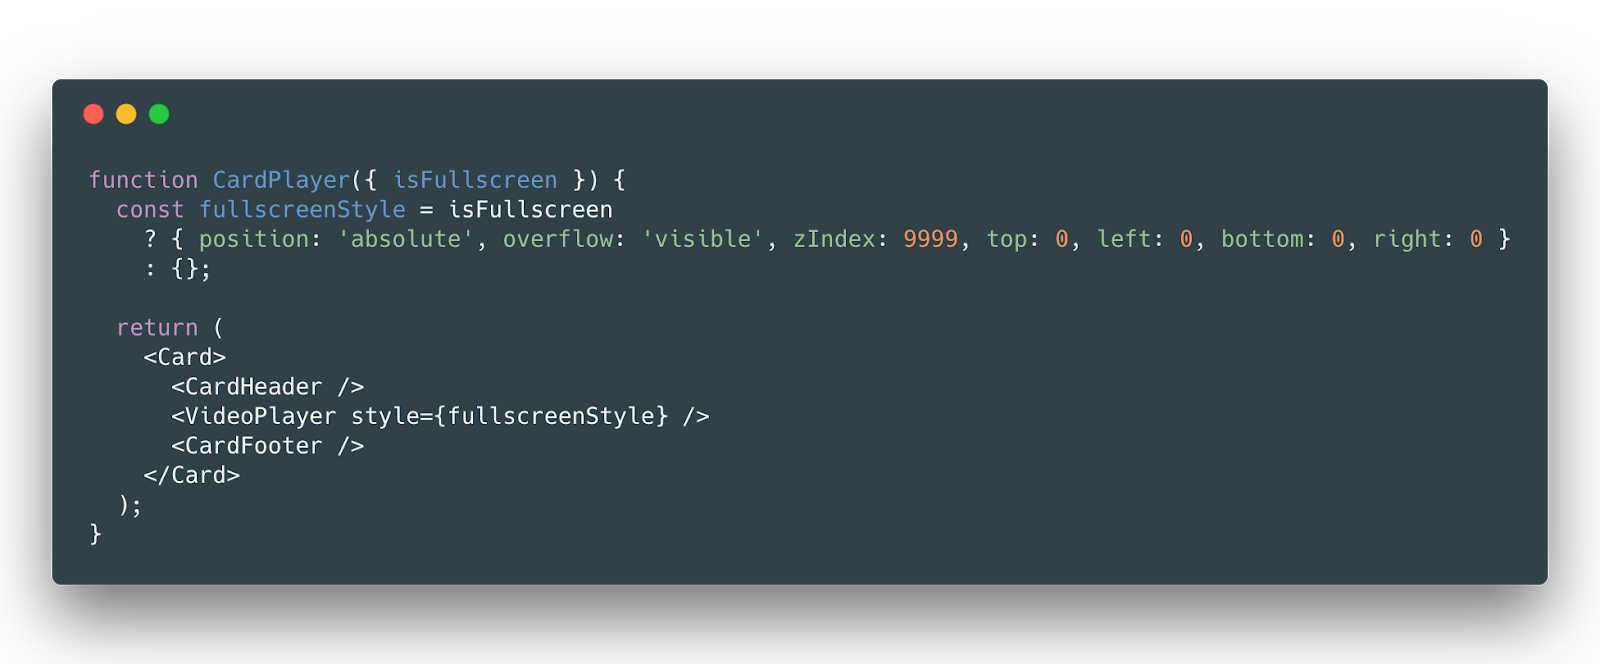 function CardPlayer({ isFullscreen }) {
  const fullscreenStyle = isFullscreen
    ? { position: 'absolute', overflow: 'visible', zIndex: 9999, top: 0, left: 0, bottom: 0, right: 0 }
    : {};

  return (
    <Card>
      <CardHeader />
      <VideoPlayer style={fullscreenStyle} />
      <CardFooter />
    </Card>
  );
}